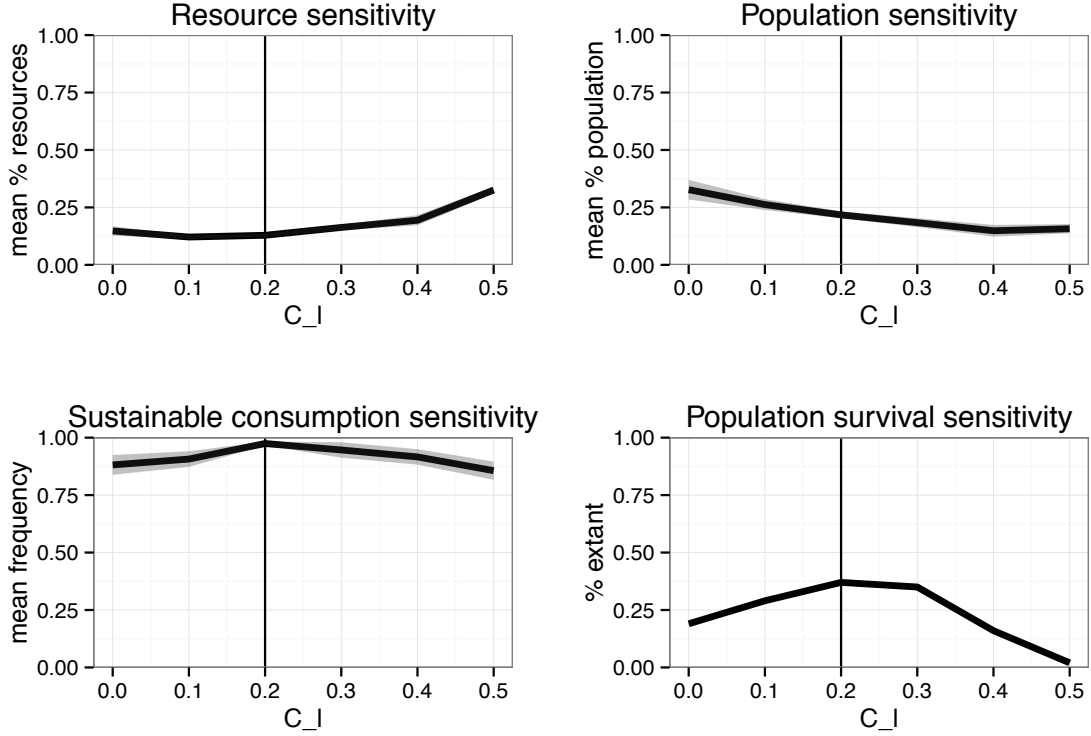 Resource sensitivity
mean % resources
1.00
0.75
0.50
0.25
0.00
0.0 0.1 0.2 0.3 0.4 0.5
C_l
Population sensitivity
mean % population
1.00
0.75
0.50
0.25
0.00
0.0 0.1 0.2 0.3 0.4 0.5
C_l
Sustainable consumption sensitivity
mean frequency
1.00
0.75
0.50
0.25
0.00
0.0 0.1 0.2 0.3 0.4 0.5
C_l
Population survival sensitivity
% extant
1.00
0.75
0.50
0.25
0.00
0.0 0.1 0.2 0.3 0.4 0.5
C_l